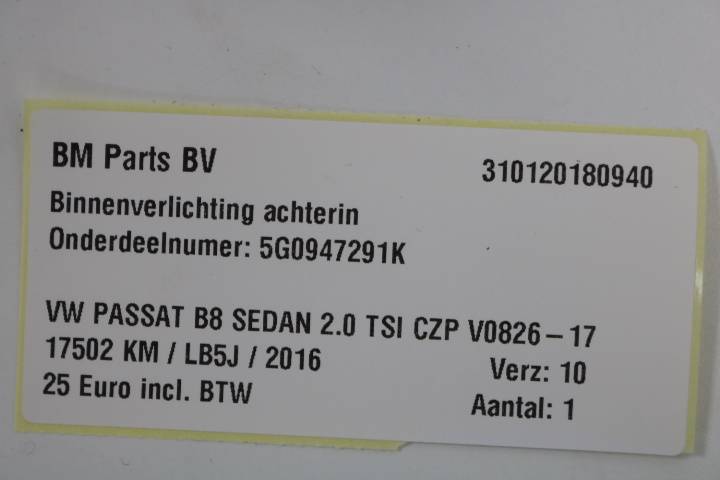 BM Parts BV 310120180940
Binnenverlichting achterin
Onderdeelnumer: 5G0947291K
VW PASSAT B8 SEDAN 2.0 TSI CZP V0826-17
17502 KM / LB5J / 2016 Verz: 10
25 Euro incl. BTW Aantal: 1